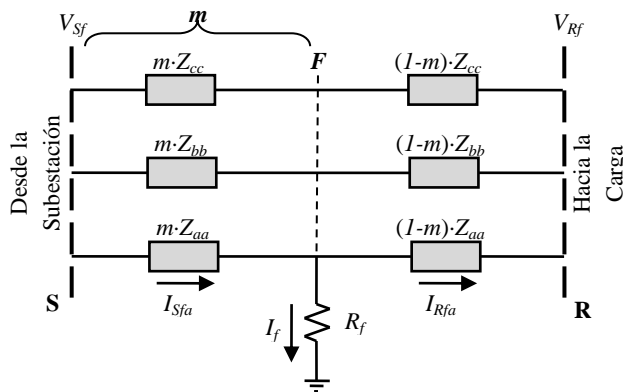 V_Sf
m
V_Rf
F
m·Z_cc
(1-m)·Z_cc
Desde la
Subestación
m·Z_bb
(1-m)·Z_bb
Hacia la
Carga
m·Z_aa
(1-m)·Z_aa
S
I_Sfa
I_Rfa
R
I_f
R_f